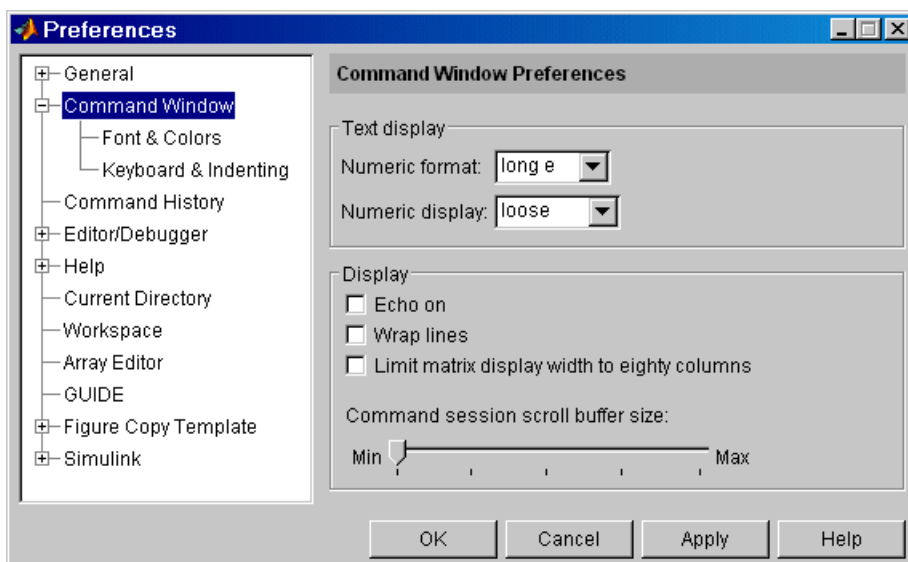 Preferences
General
Command Window
Font & Colors
Keyboard & Indenting
Command History
Editor/Debugger
Help
Current Directory
Workspace
Array Editor
GUIDE
Figure Copy Template
Simulink
Command Window Preferences
Text display
Numeric format: long e
Numeric display: loose
Display
Echo on
Wrap lines
Limit matrix display width to eighty columns
Command session scroll buffer size:
Min Max
OK Cancel Apply Help